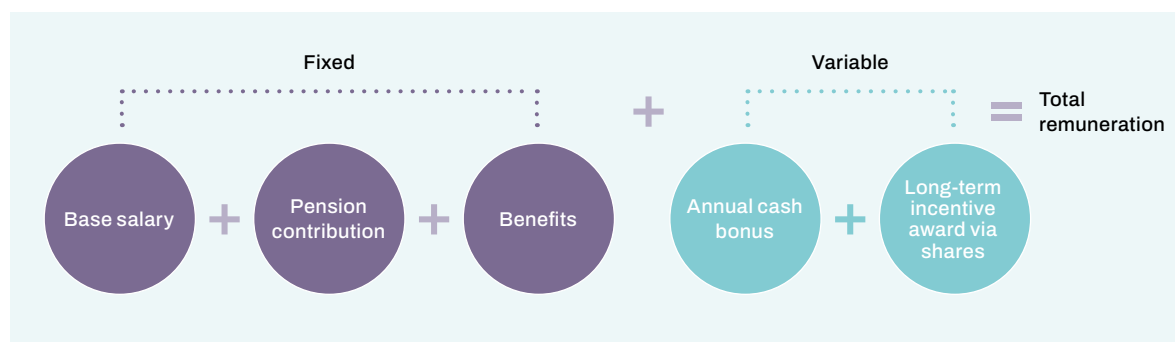 Fixed
Variable
+
=
Total
remuneration
Base salary
+
Pension
contribution
+
Benefits
Annual cash
bonus
+
Long-term
incentive
award via
shares